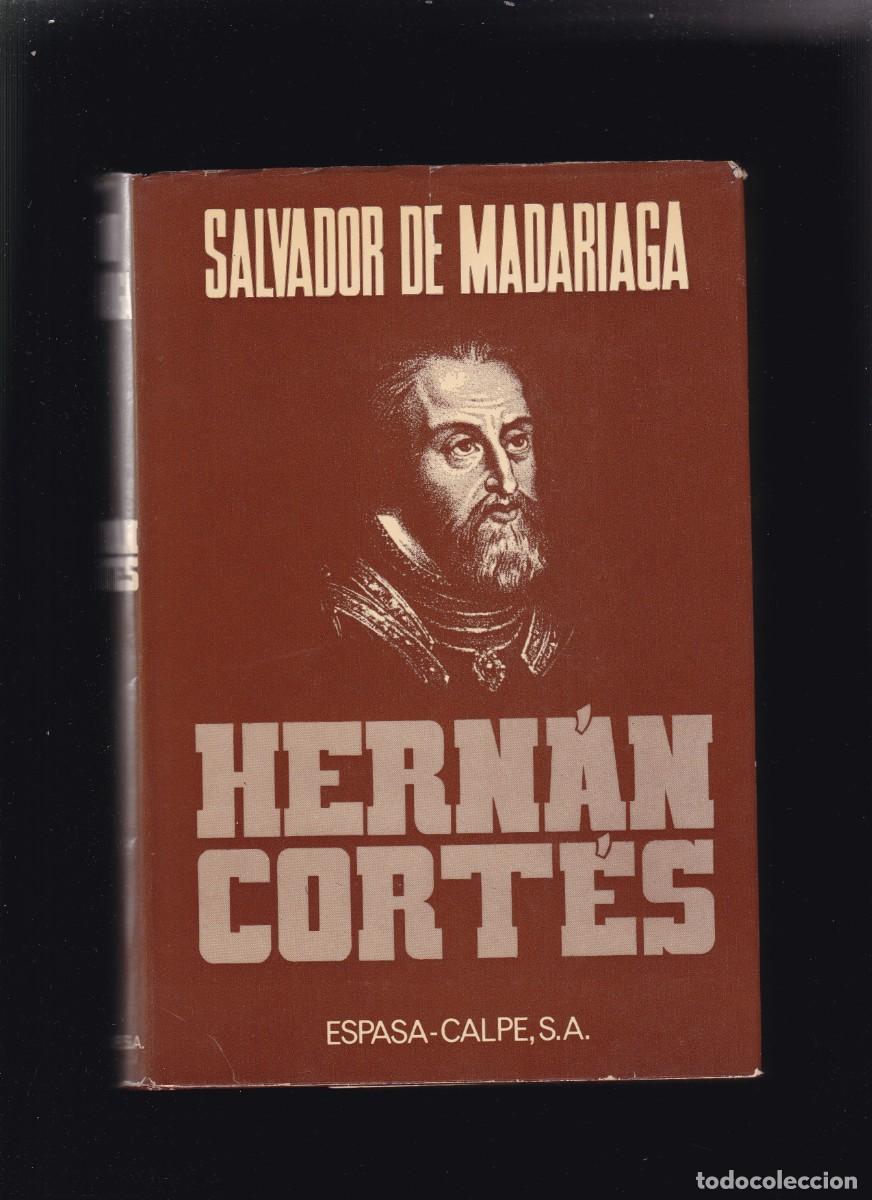 SALVADOR DE MADARIAGA
HERNÁN
CORTÉS
ESPASA-CALPE, S.A.
todocoleccion